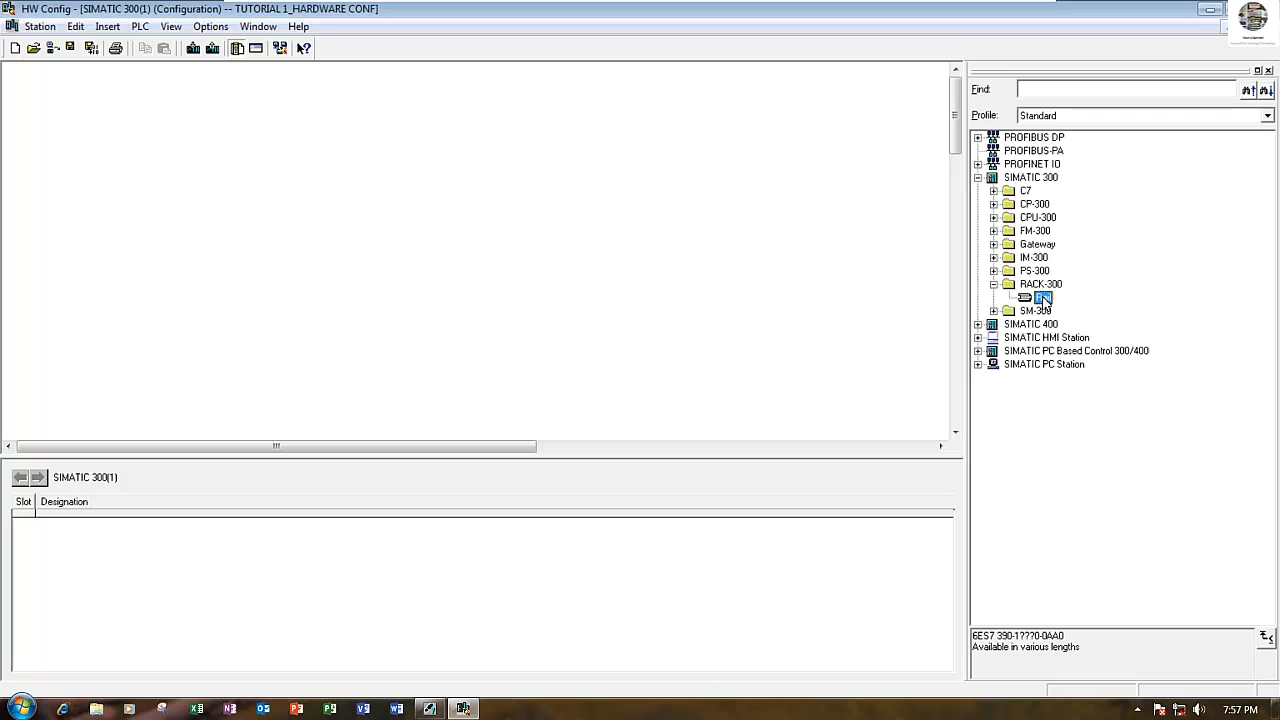 HW Config - [SIMATIC 300(1) (Configuration) -- TUTORIAL 1_HARDWARE CONF]
Station Edit Insert PLC View Options Window Help
Find:
Profile: Standard
PROFIBUS DP
PROFIBUS-PA
PROFINET IO
SIMATIC 300
C7
CP-300
CPU-300
FM-300
Gateway
IM-300
PS-300
RACK-300
SM-300
SIMATIC 400
SIMATIC HMI Station
SIMATIC PC Based Control 300/400
SIMATIC PC Station
SIMATIC 300(1)
Slot Designation
6ES7 390-1???0-0AA0
Available in various lengths
7:57 PM